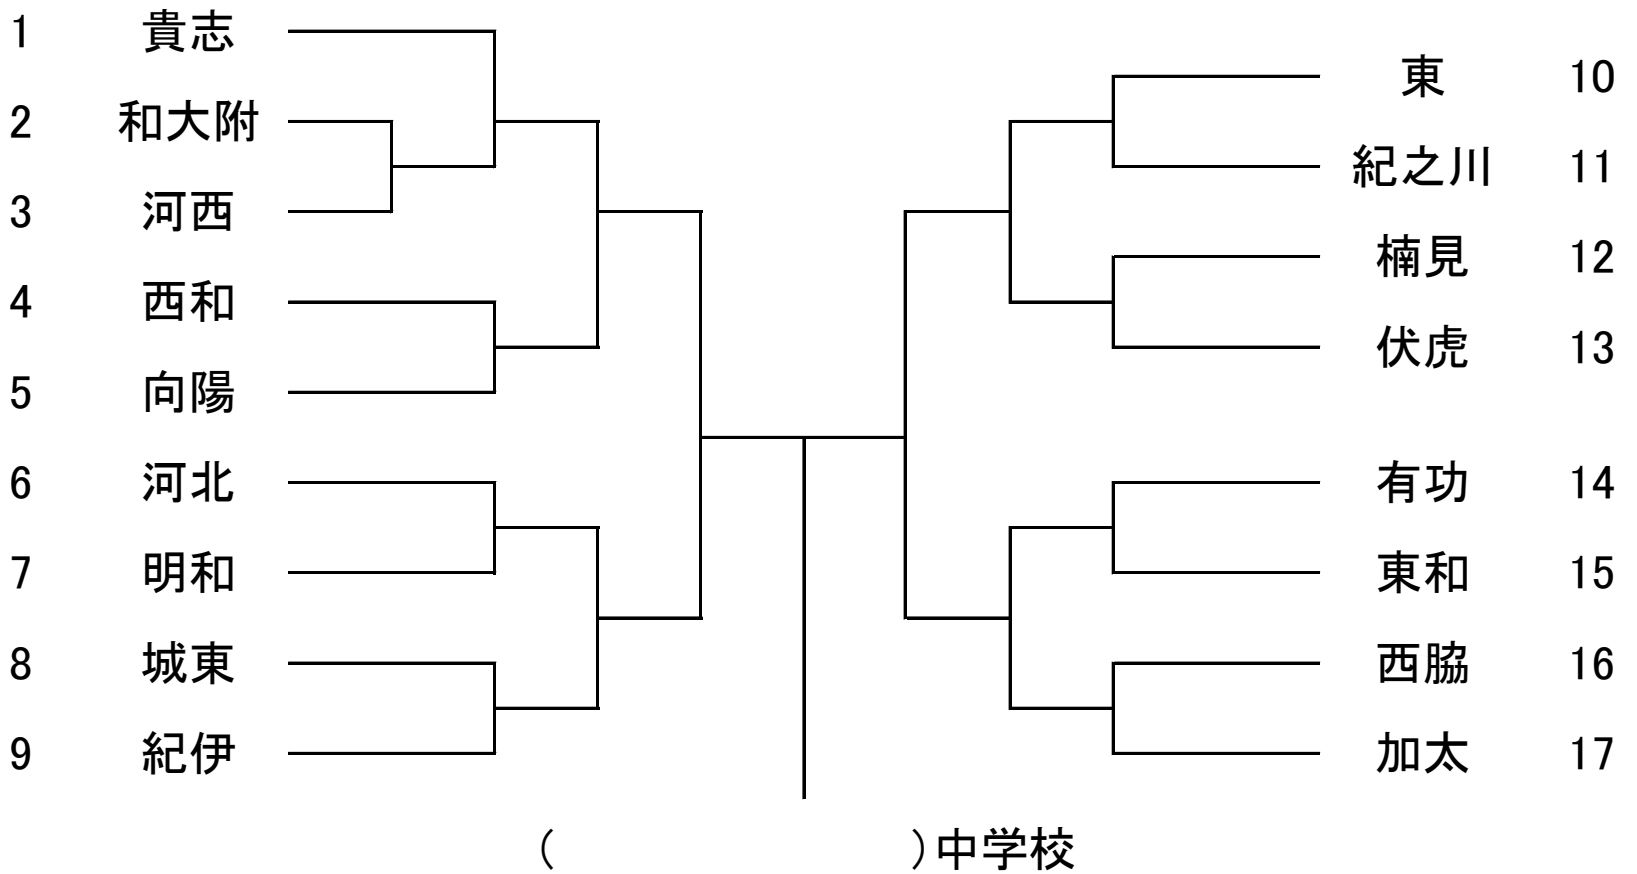 1 貴志
2 和大附
3 河西
4 西和
5 向陽
6 河北
7 明和
8 城東
9 紀伊
東 10
紀之川 11
楠見 12
伏虎 13
有功 14
東和 15
西脇 16
加太 17
( )中学校